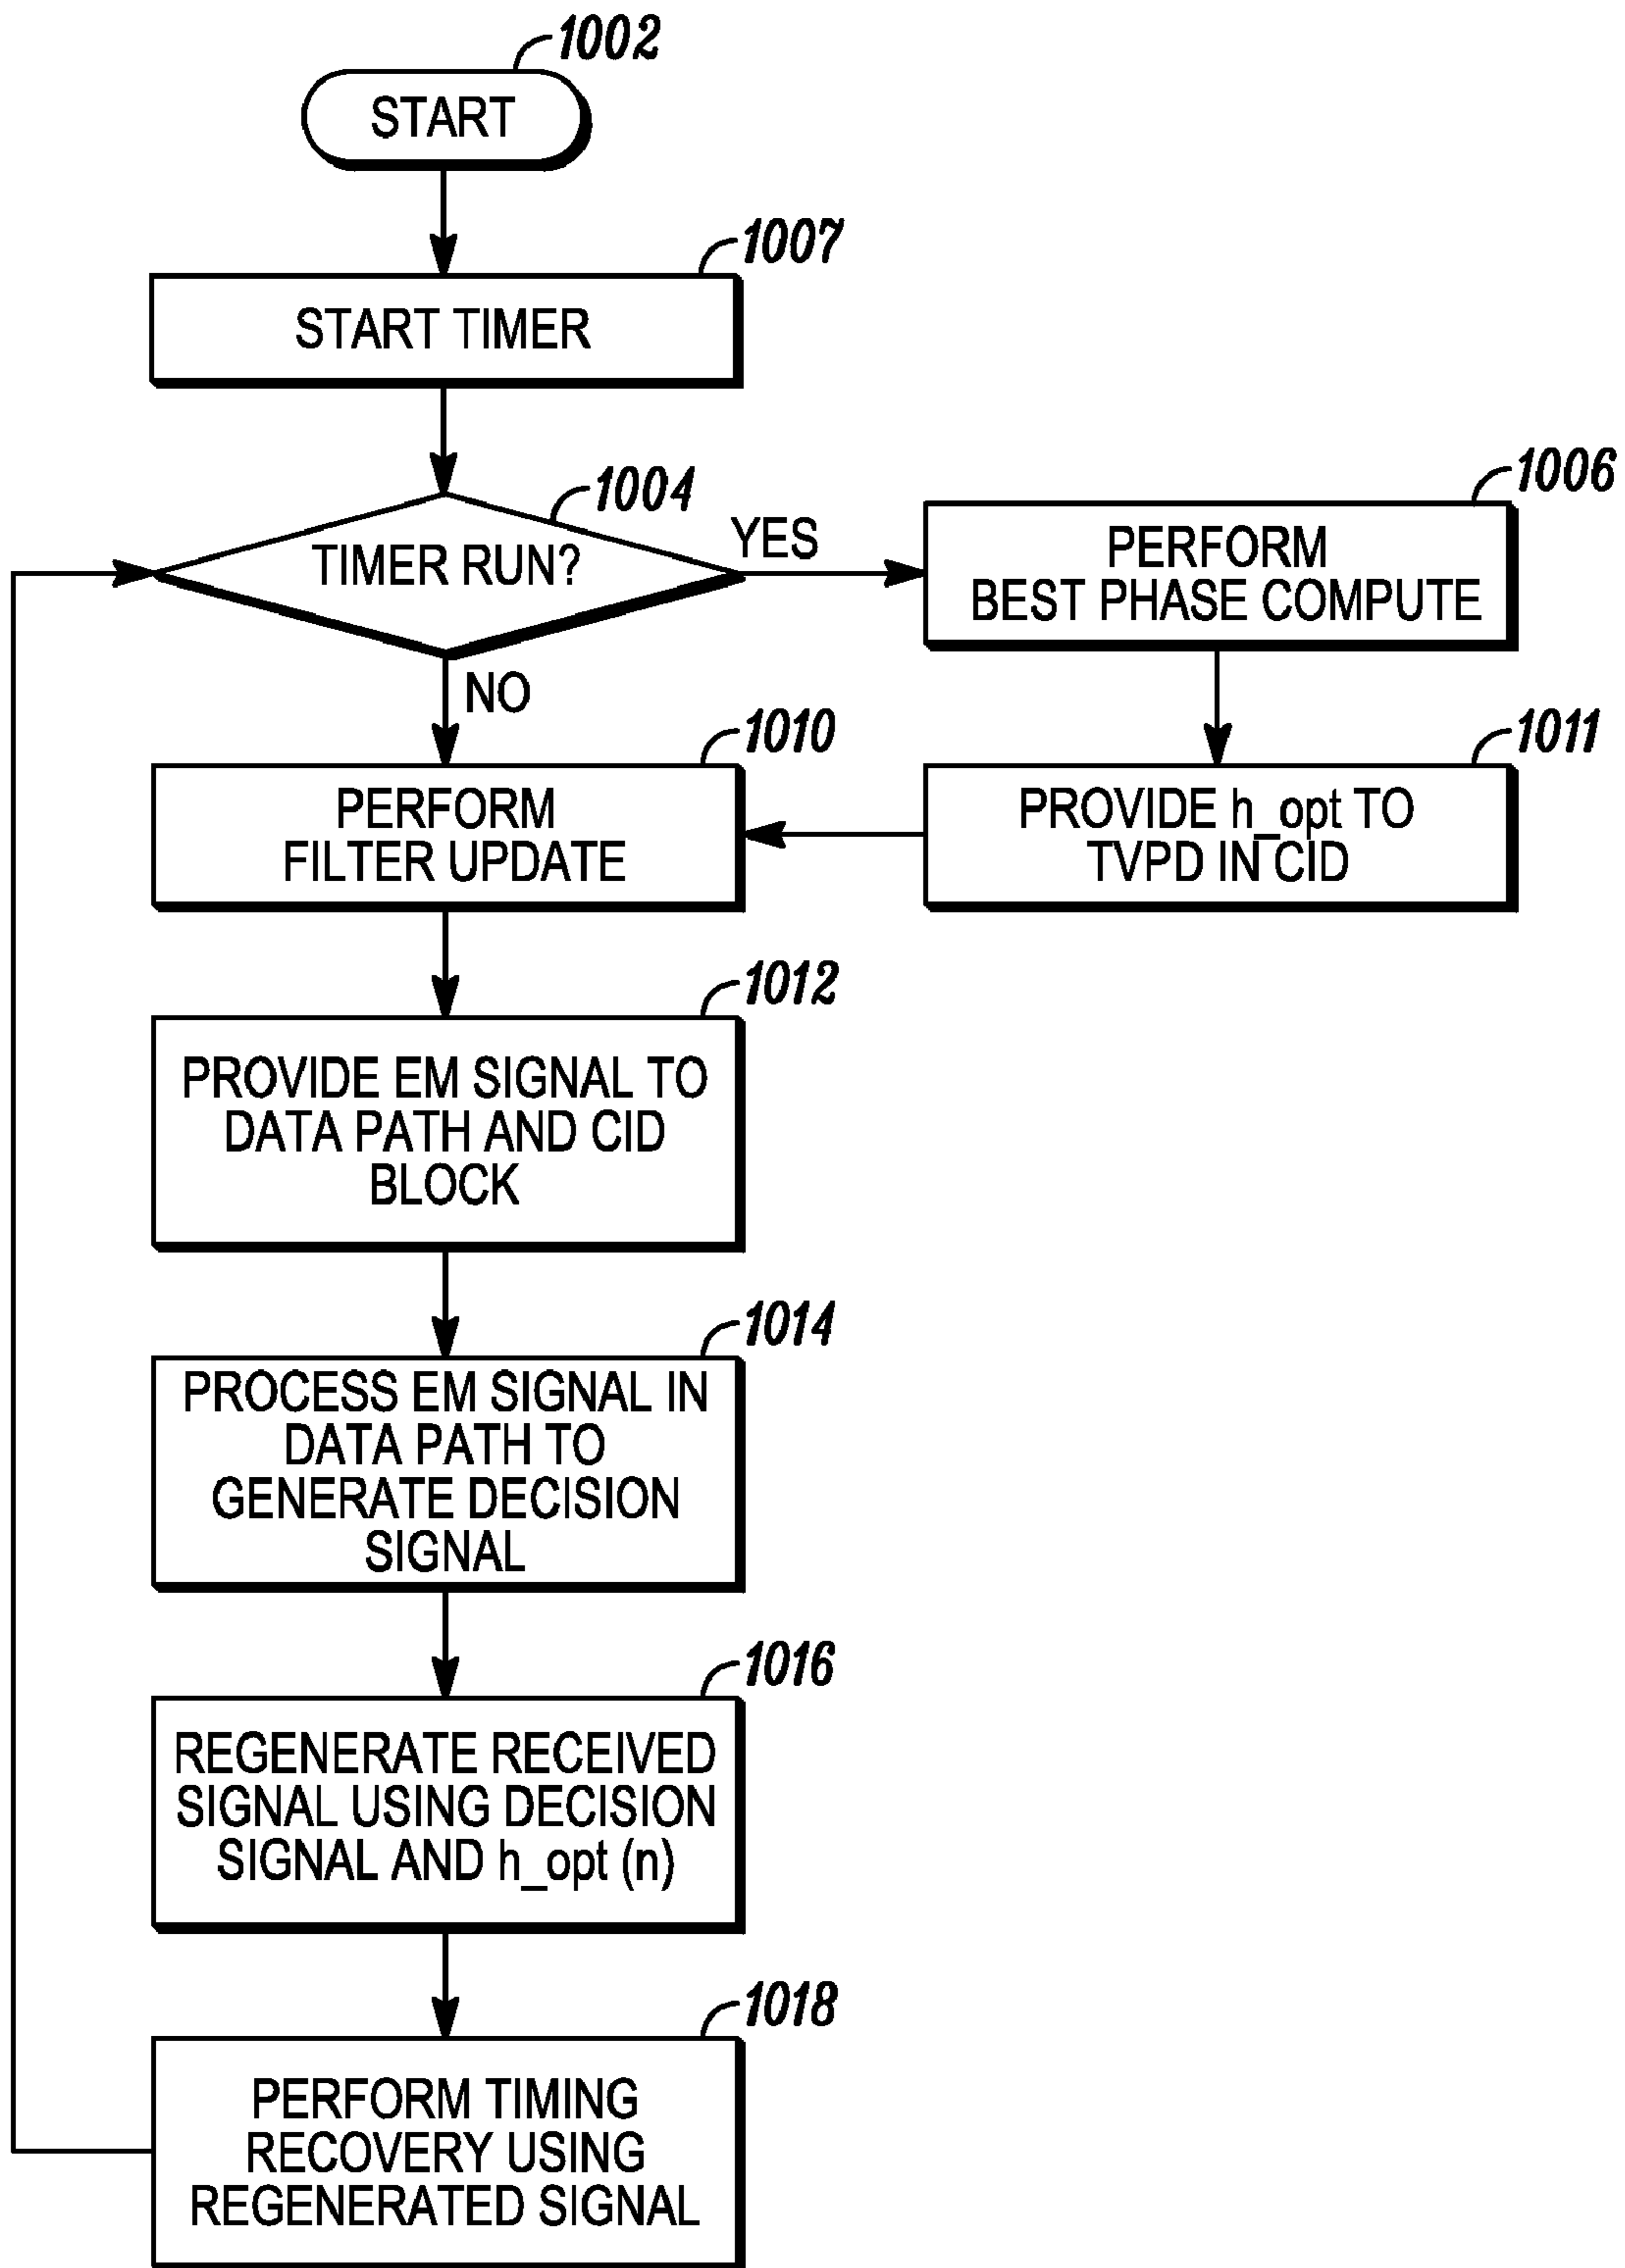 1002
START
1007
START TIMER
1004
TIMER RUN?
YES
NO
1006
PERFORM
BEST PHASE COMPUTE
1011
PROVIDE h_opt TO
TVPD IN CID
1010
PERFORM
FILTER UPDATE
1012
PROVIDE EM SIGNAL TO
DATA PATH AND CID
BLOCK
1014
PROCESS EM SIGNAL IN
DATA PATH TO
GENERATE DECISION
SIGNAL
1016
REGENERATE RECEIVED
SIGNAL USING DECISION
SIGNAL AND h_opt (n)
1018
PERFORM TIMING
RECOVERY USING
REGENERATED SIGNAL